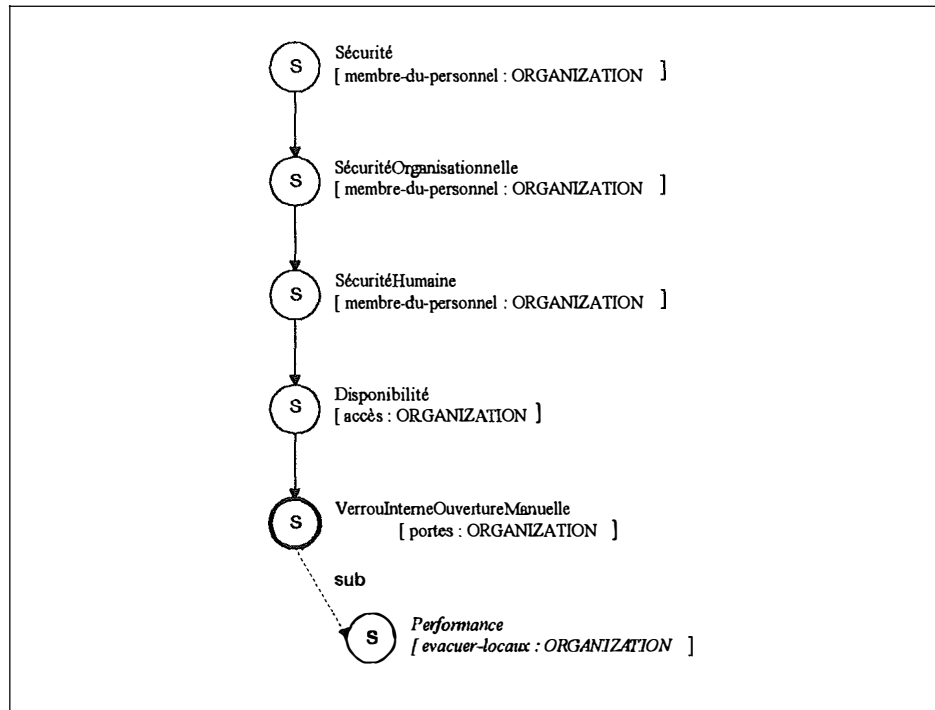 S
Sécurité
[ membre-du-personnel : ORGANIZATION ]
S
SécuritéOrganisationnelle
[ membre-du-personnel : ORGANIZATION ]
S
SécuritéHumaine
[ membre-du-personnel : ORGANIZATION ]
S
Disponibilité
[ accès : ORGANIZATION ]
S
VerrouInterneOuvertureManuelle
[ portes : ORGANIZATION ]
sub
S
Performance
[ evacuer-locaux : ORGANIZATION ]